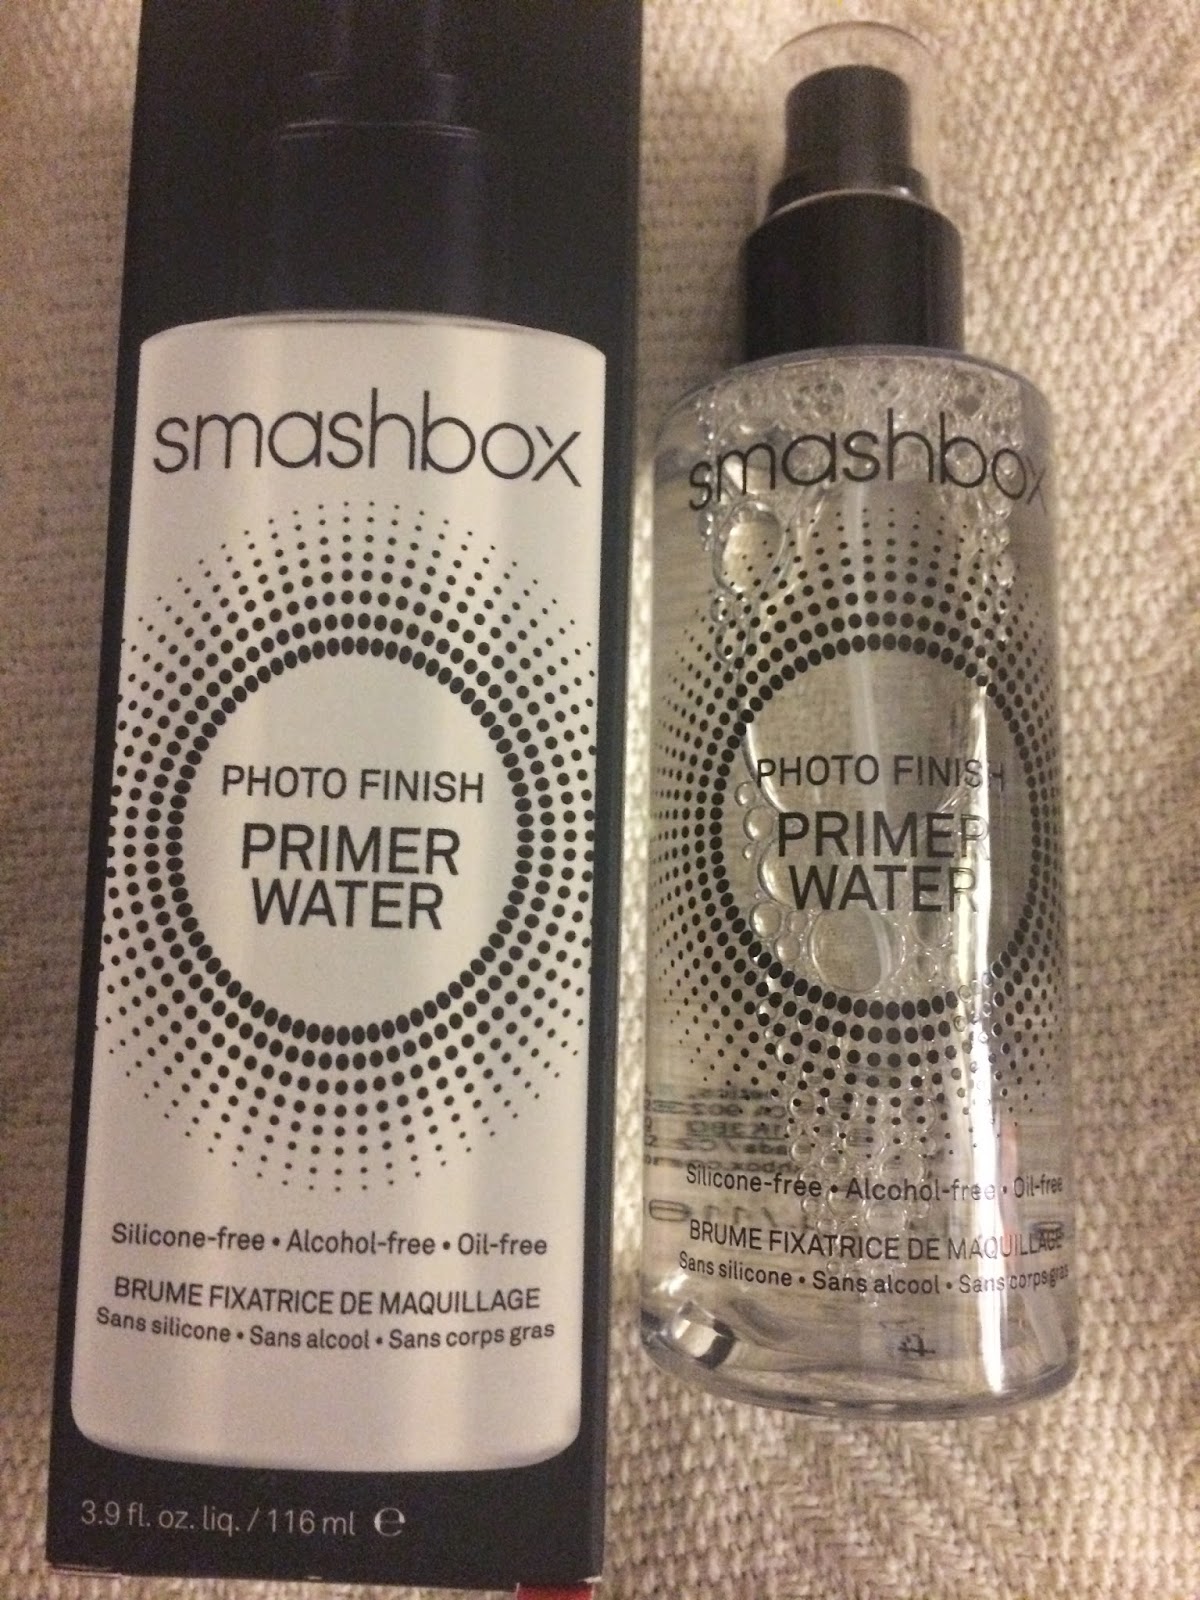 smashbox
PHOTO FINISH
PRIMER
WATER
Silicone-free • Alcohol-free • Oil-free
BRUME FIXATRICE DE MAQUILLAGE
Sans silicone • Sans alcool • Sans corps gras
3.9 fl. oz. liq. / 116 ml e
smashbox
PHOTO FINISH
PRIMER
WATER
Silicone-free • Alcohol-free • Oil-free
BRUME FIXATRICE DE MAQUILLAGE
Sans silicone • Sans alcool • Sans corps gras